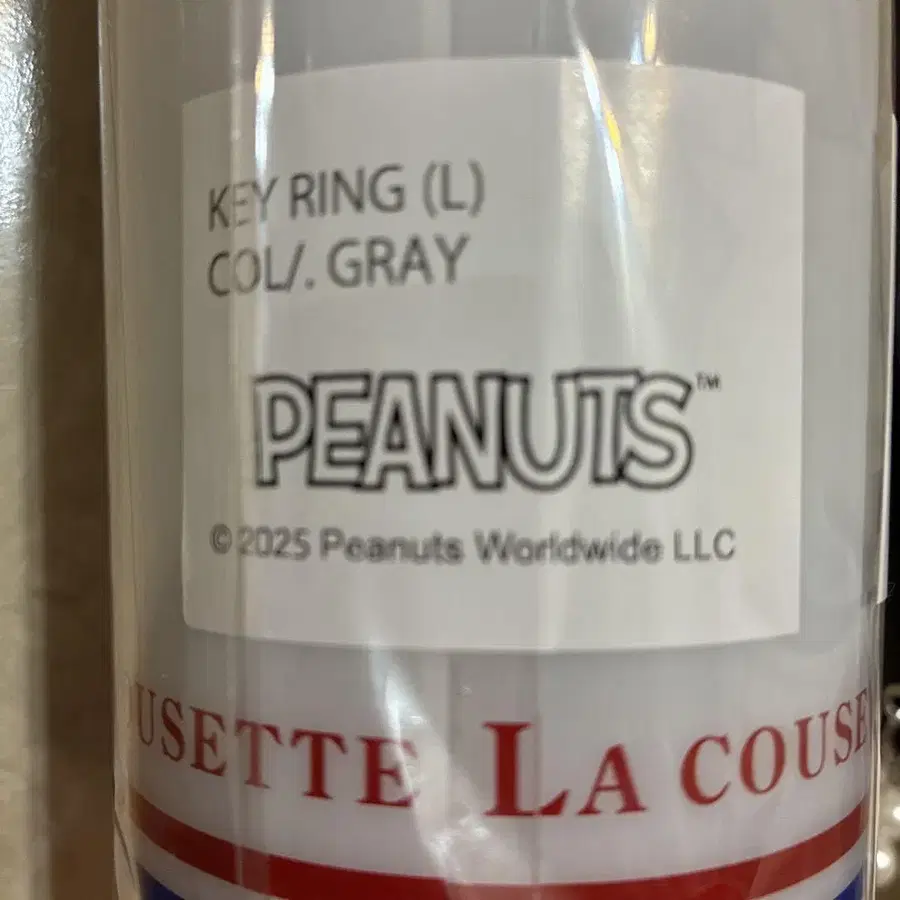 KEY RING (L)
COL/. GRAY
PEANUTS™
© 2025 Peanuts Worldwide LLC
USETTE LA COUSE